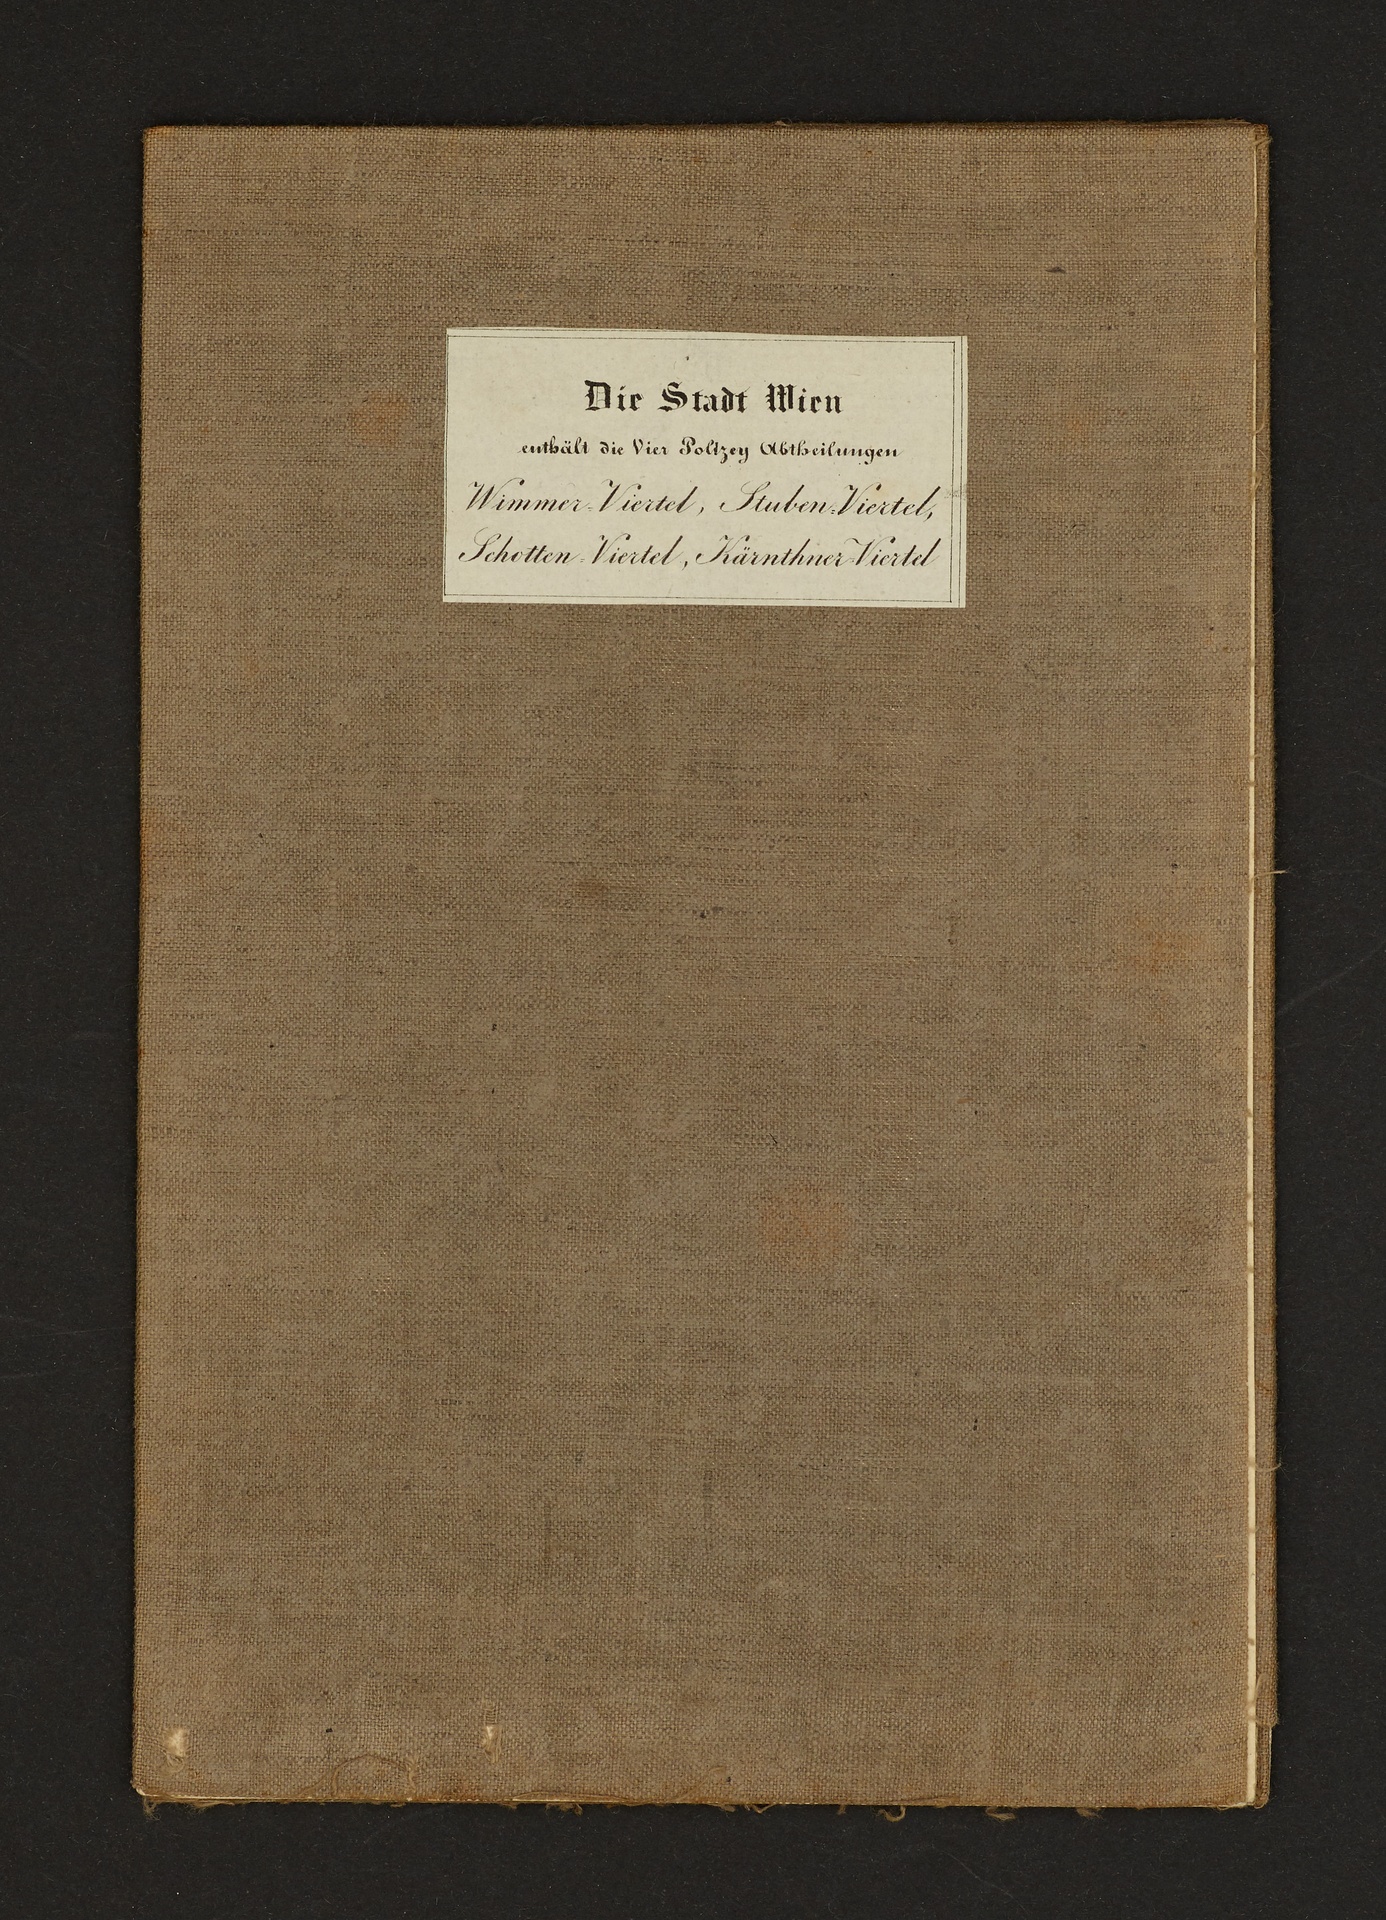 Die Stadt Wien
enthält die Vier Polizey Abtheilungen
Wimmer-Viertel, Stuben-Viertel,
Schotten-Viertel, Kärnthner-Viertel